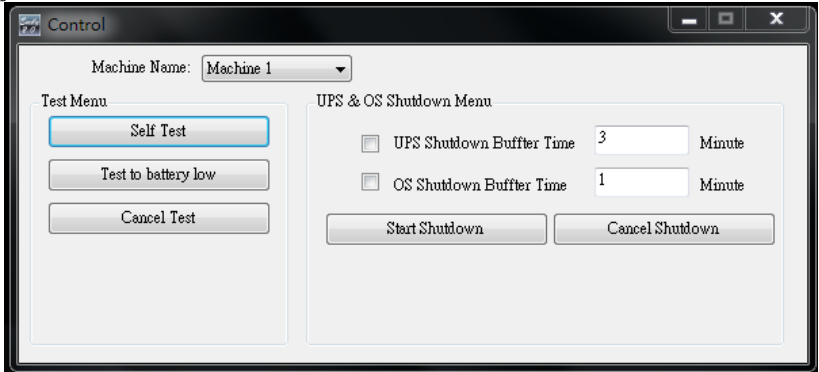 Control
Machine Name: Machine 1
Test Menu
Self Test
Test to battery low
Cancel Test
UPS & OS Shutdown Menu
UPS Shutdown Buffter Time 3 Minute
OS Shutdown Buffter Time 1 Minute
Start Shutdown Cancel Shutdown